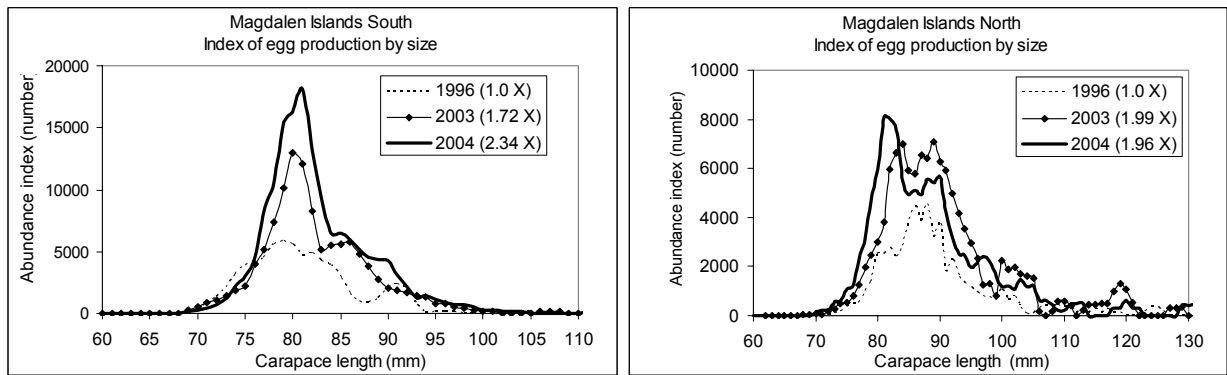 Magdalen Islands South
Index of egg production by size
20000
15000
10000
5000
0
Abundance index (number)
1996 (1.0 X)
2003 (1.72 X)
2004 (2.34 X)
60 65 70 75 80 85 90 95 100 105 110
Carapace length (mm)
Magdalen Islands North
Index of egg production by size
10000
8000
6000
4000
2000
0
Abundance index (number)
1996 (1.0 X)
2003 (1.99 X)
2004 (1.96 X)
60 70 80 90 100 110 120 130
Carapace length (mm)